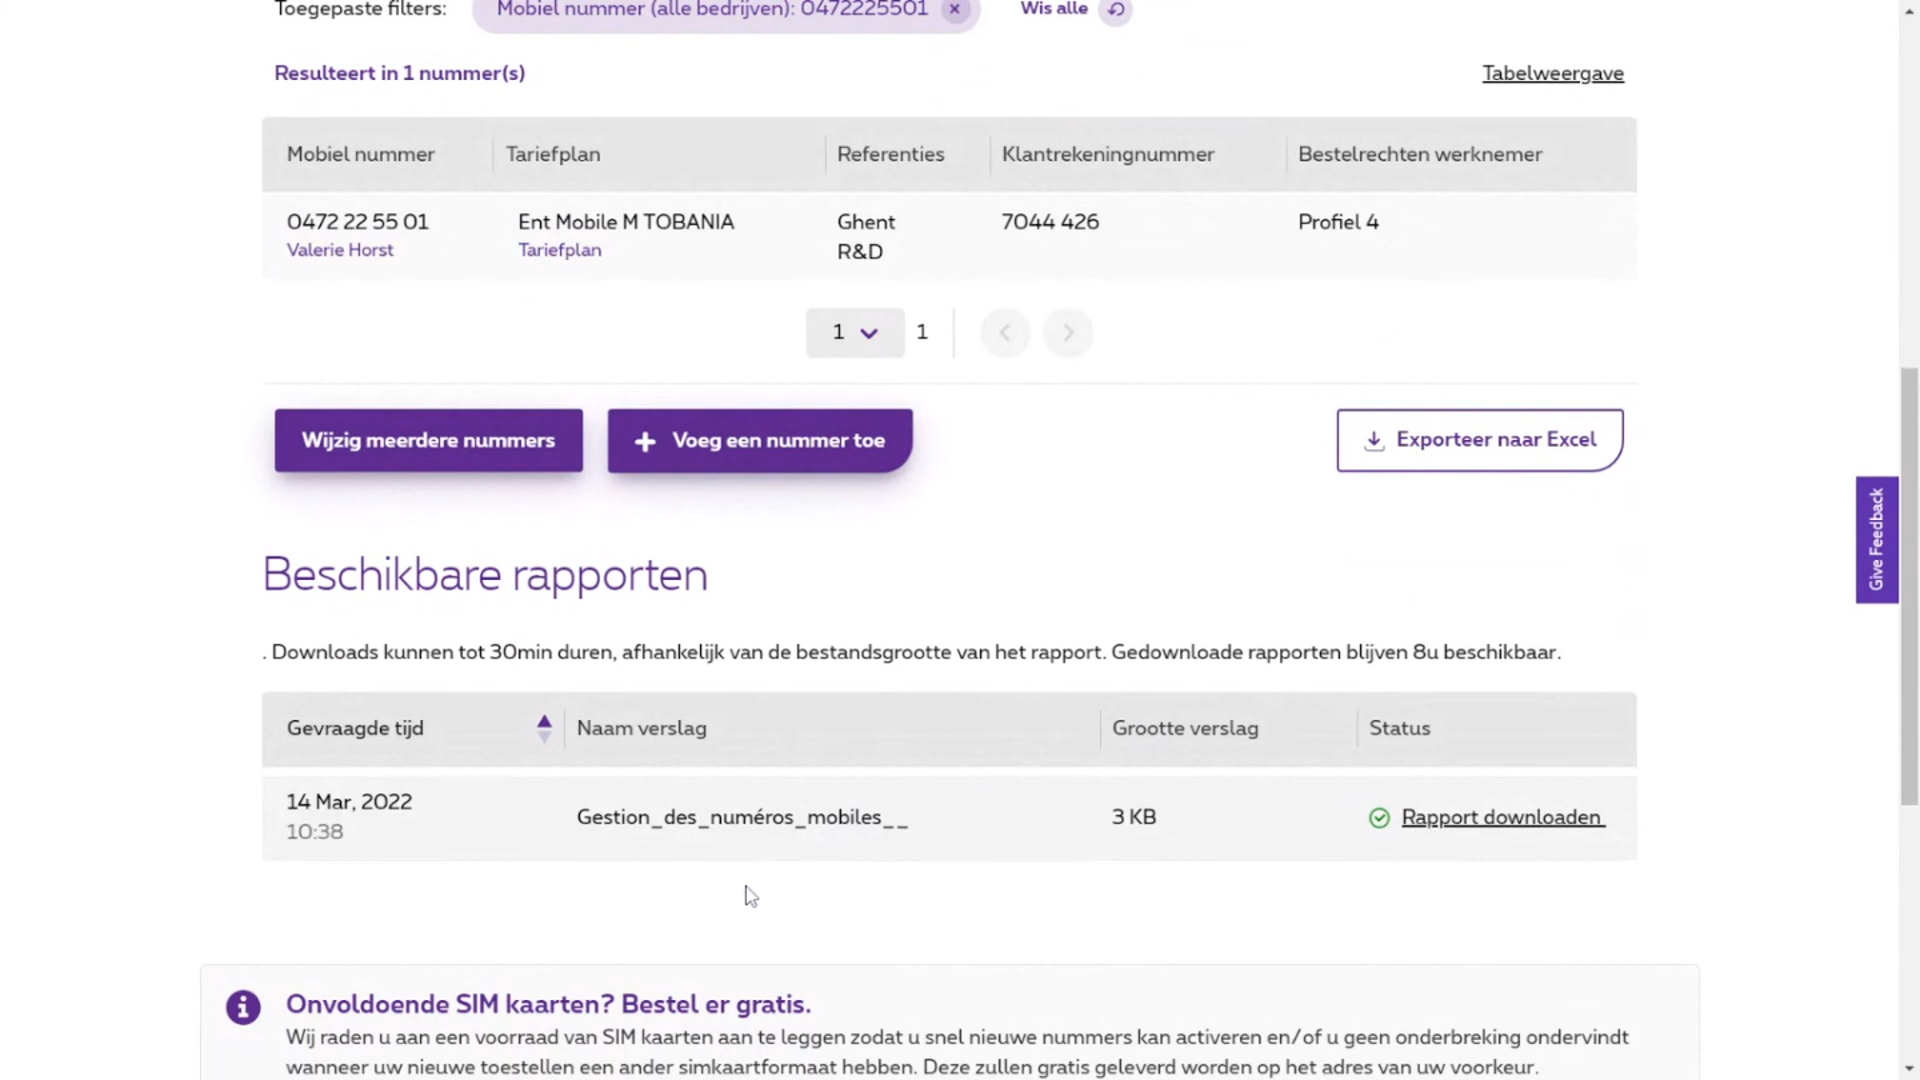 Toegepaste filters: Mobiel nummer (alle bedrijven): 0472225501 × Wis alle
Resulteert in 1 nummer(s) Tabelweergave
Mobiel nummer Tariefplan Referenties Klantrekeningnummer Bestelrechten werknemer
0472 22 55 01 Ent Mobile M TOBANIA Ghent 7044 426 Profiel 4
Valerie Horst Tariefplan R&D
1 1
Wijzig meerdere nummers + Voeg een nummer toe Exporteer naar Excel
Give Feedback
Beschikbare rapporten
. Downloads kunnen tot 30min duren, afhankelijk van de bestandsgrootte van het rapport. Gedownloade rapporten blijven 8u beschikbaar.
Gevraagde tijd Naam verslag Grootte verslag Status
14 Mar, 2022
10:38 Gestion_des_numéros_mobiles__ 3 KB Rapport downloaden
Onvoldoende SIM kaarten? Bestel er gratis.
Wij raden u aan een voorraad van SIM kaarten aan te leggen zodat u snel nieuwe nummers kan activeren en/of u geen onderbreking ondervindt
wanneer uw nieuwe toestellen een ander simkaartformaat hebben. Deze zullen gratis geleverd worden op het adres van uw voorkeur.